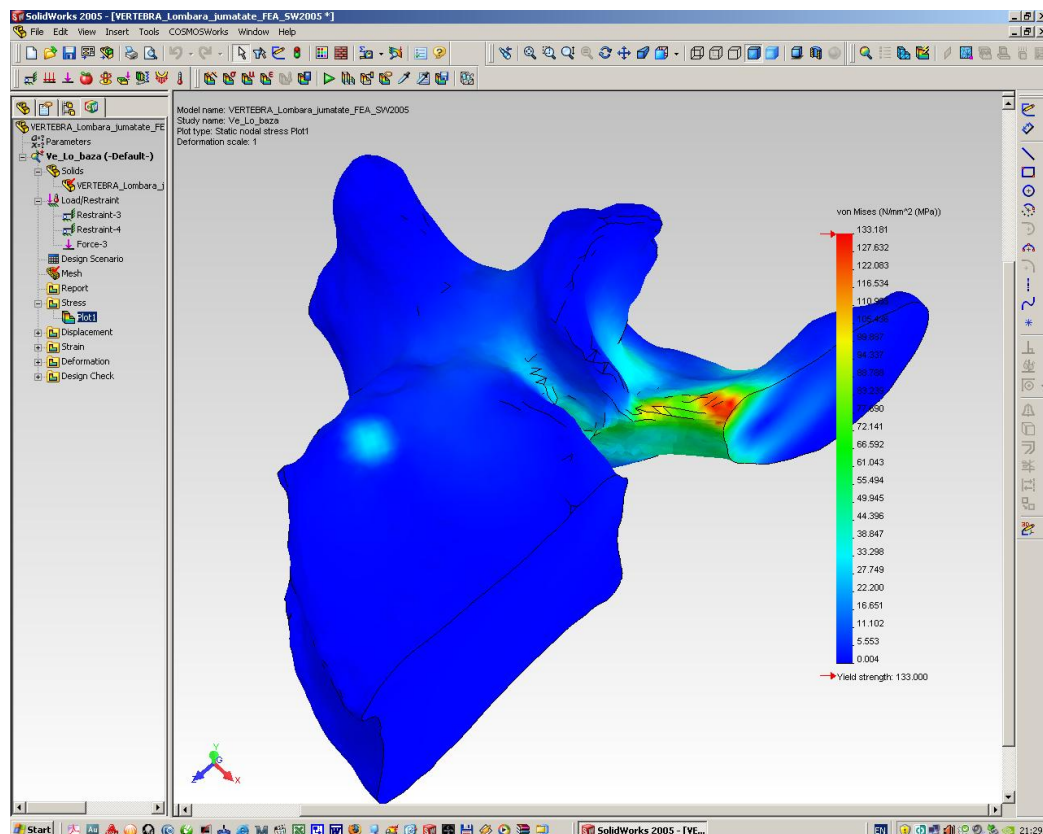 SolidWorks 2005 - [VERTEBRA_Lombara_jumatate_FEA_SW2005 *]
File Edit View Insert Tools COSMOSWorks Window Help
VERTEBRA_Lombara_jumatate_FE
Parameters
Ve_Lo_baza (-Default-)
Solids
VERTEBRA_Lombara_j
Load/Restraint
Restraint-3
Restraint-4
Force-3
Design Scenario
Mesh
Report
Stress
Plot1
Displacement
Strain
Deformation
Design Check
Model name: VERTEBRA_Lombara_jumatate_FEA_SW2005
Study name: Ve_Lo_baza
Plot type: Static nodal stress Plot1
Deformation scale: 1
von Mises (N/mm^2 (MPa))
133.181
127.632
122.083
116.534
94.337
72.141
66.592
61.043
55.494
49.945
44.396
38.847
33.298
27.749
22.200
16.651
11.102
5.553
0.004
Yield strength: 133.000
Y
Z
X
Start
SolidWorks 2005 - [VE...
EN
21:29